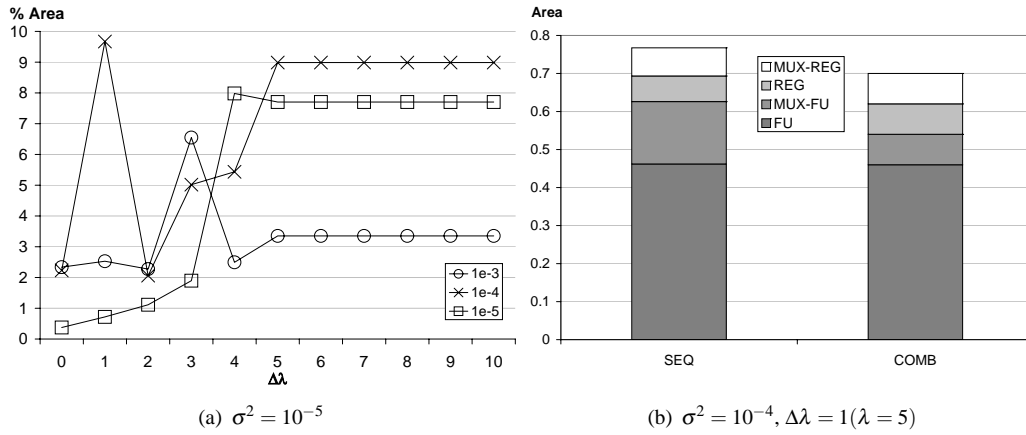 % Area
10
9
8
7
6
5
4
3
2
1
0
0 1 2 3 4 5 6 7 8 9 10
Δλ
1e-3
1e-4
1e-5
(a) σ² = 10⁻⁵
Area
0.8
0.7
0.6
0.5
0.4
0.3
0.2
0.1
0
MUX-REG
REG
MUX-FU
FU
SEQ COMB
(b) σ² = 10⁻⁴, Δλ = 1(λ = 5)